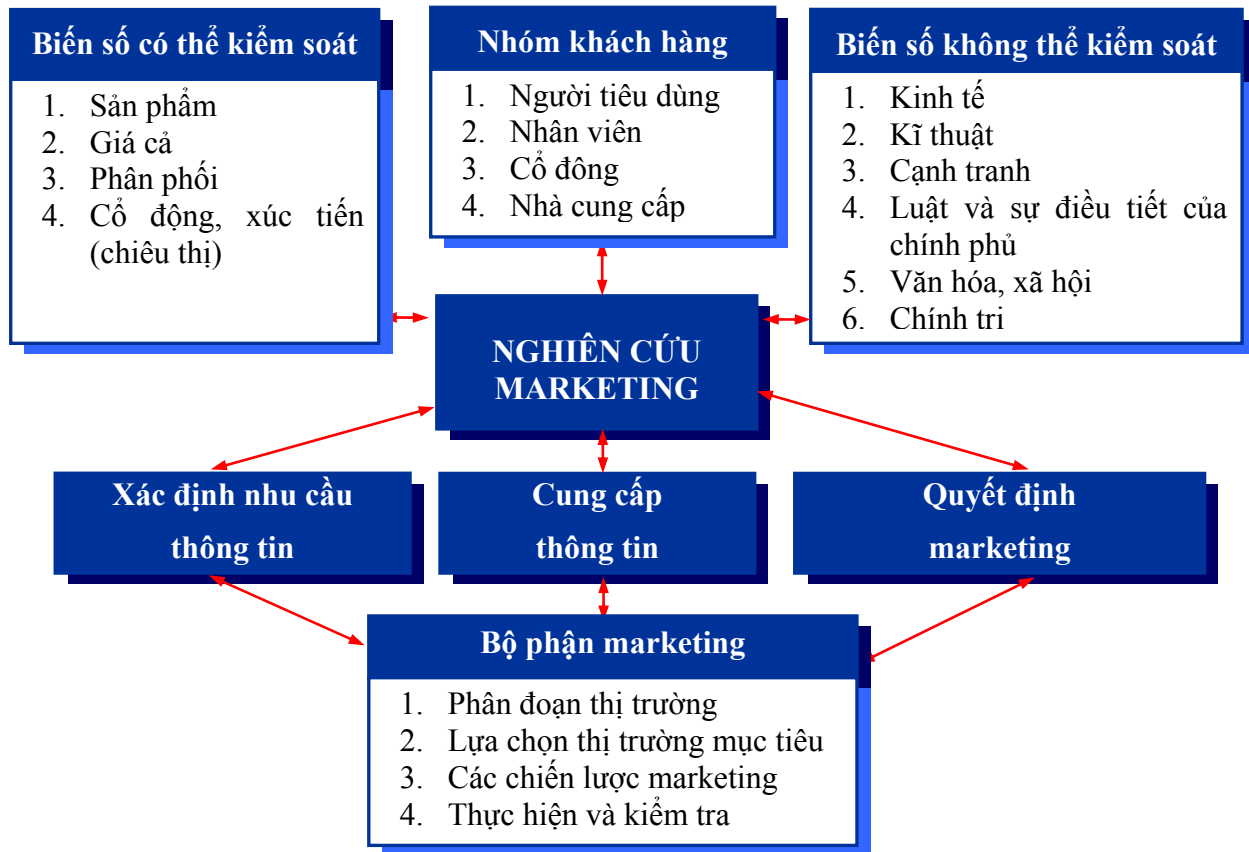 Biến số có thể kiểm soát
1. Sản phẩm
2. Giá cả
3. Phân phối
4. Cổ động, xúc tiến
(chiêu thị)
Nhóm khách hàng
1. Người tiêu dùng
2. Nhân viên
3. Cổ đông
4. Nhà cung cấp
Biến số không thể kiểm soát
1. Kinh tế
2. Kĩ thuật
3. Cạnh tranh
4. Luật và sự điều tiết của
chính phủ
5. Văn hóa, xã hội
6. Chính tri
NGHIÊN CỨU
MARKETING
Xác định nhu cầu
thông tin
Cung cấp
thông tin
Quyết định
marketing
Bộ phận marketing
1. Phân đoạn thị trường
2. Lựa chọn thị trường mục tiêu
3. Các chiến lược marketing
4. Thực hiện và kiểm tra